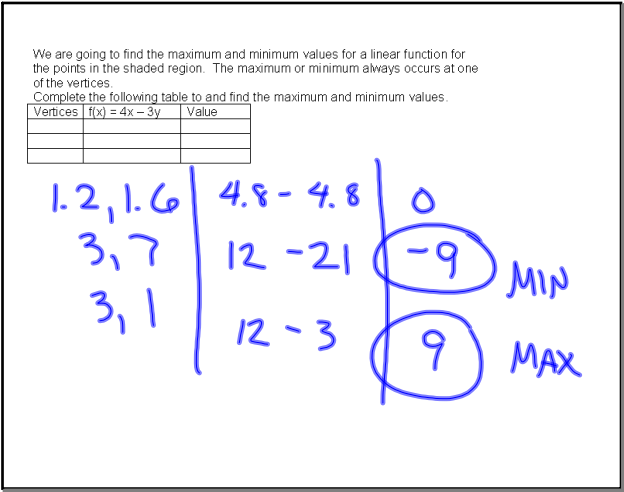 We are going to find the maximum and minimum values for a linear function for
the points in the shaded region. The maximum or minimum always occurs at one
of the vertices.
Complete the following table to and find the maximum and minimum values.
Vertices f(x) = 4x – 3y Value
1.2, 1.6 4.8 - 4.8 0
3, 7 12 - 21 -9 MIN
3, 1 12 - 3 9 MAX